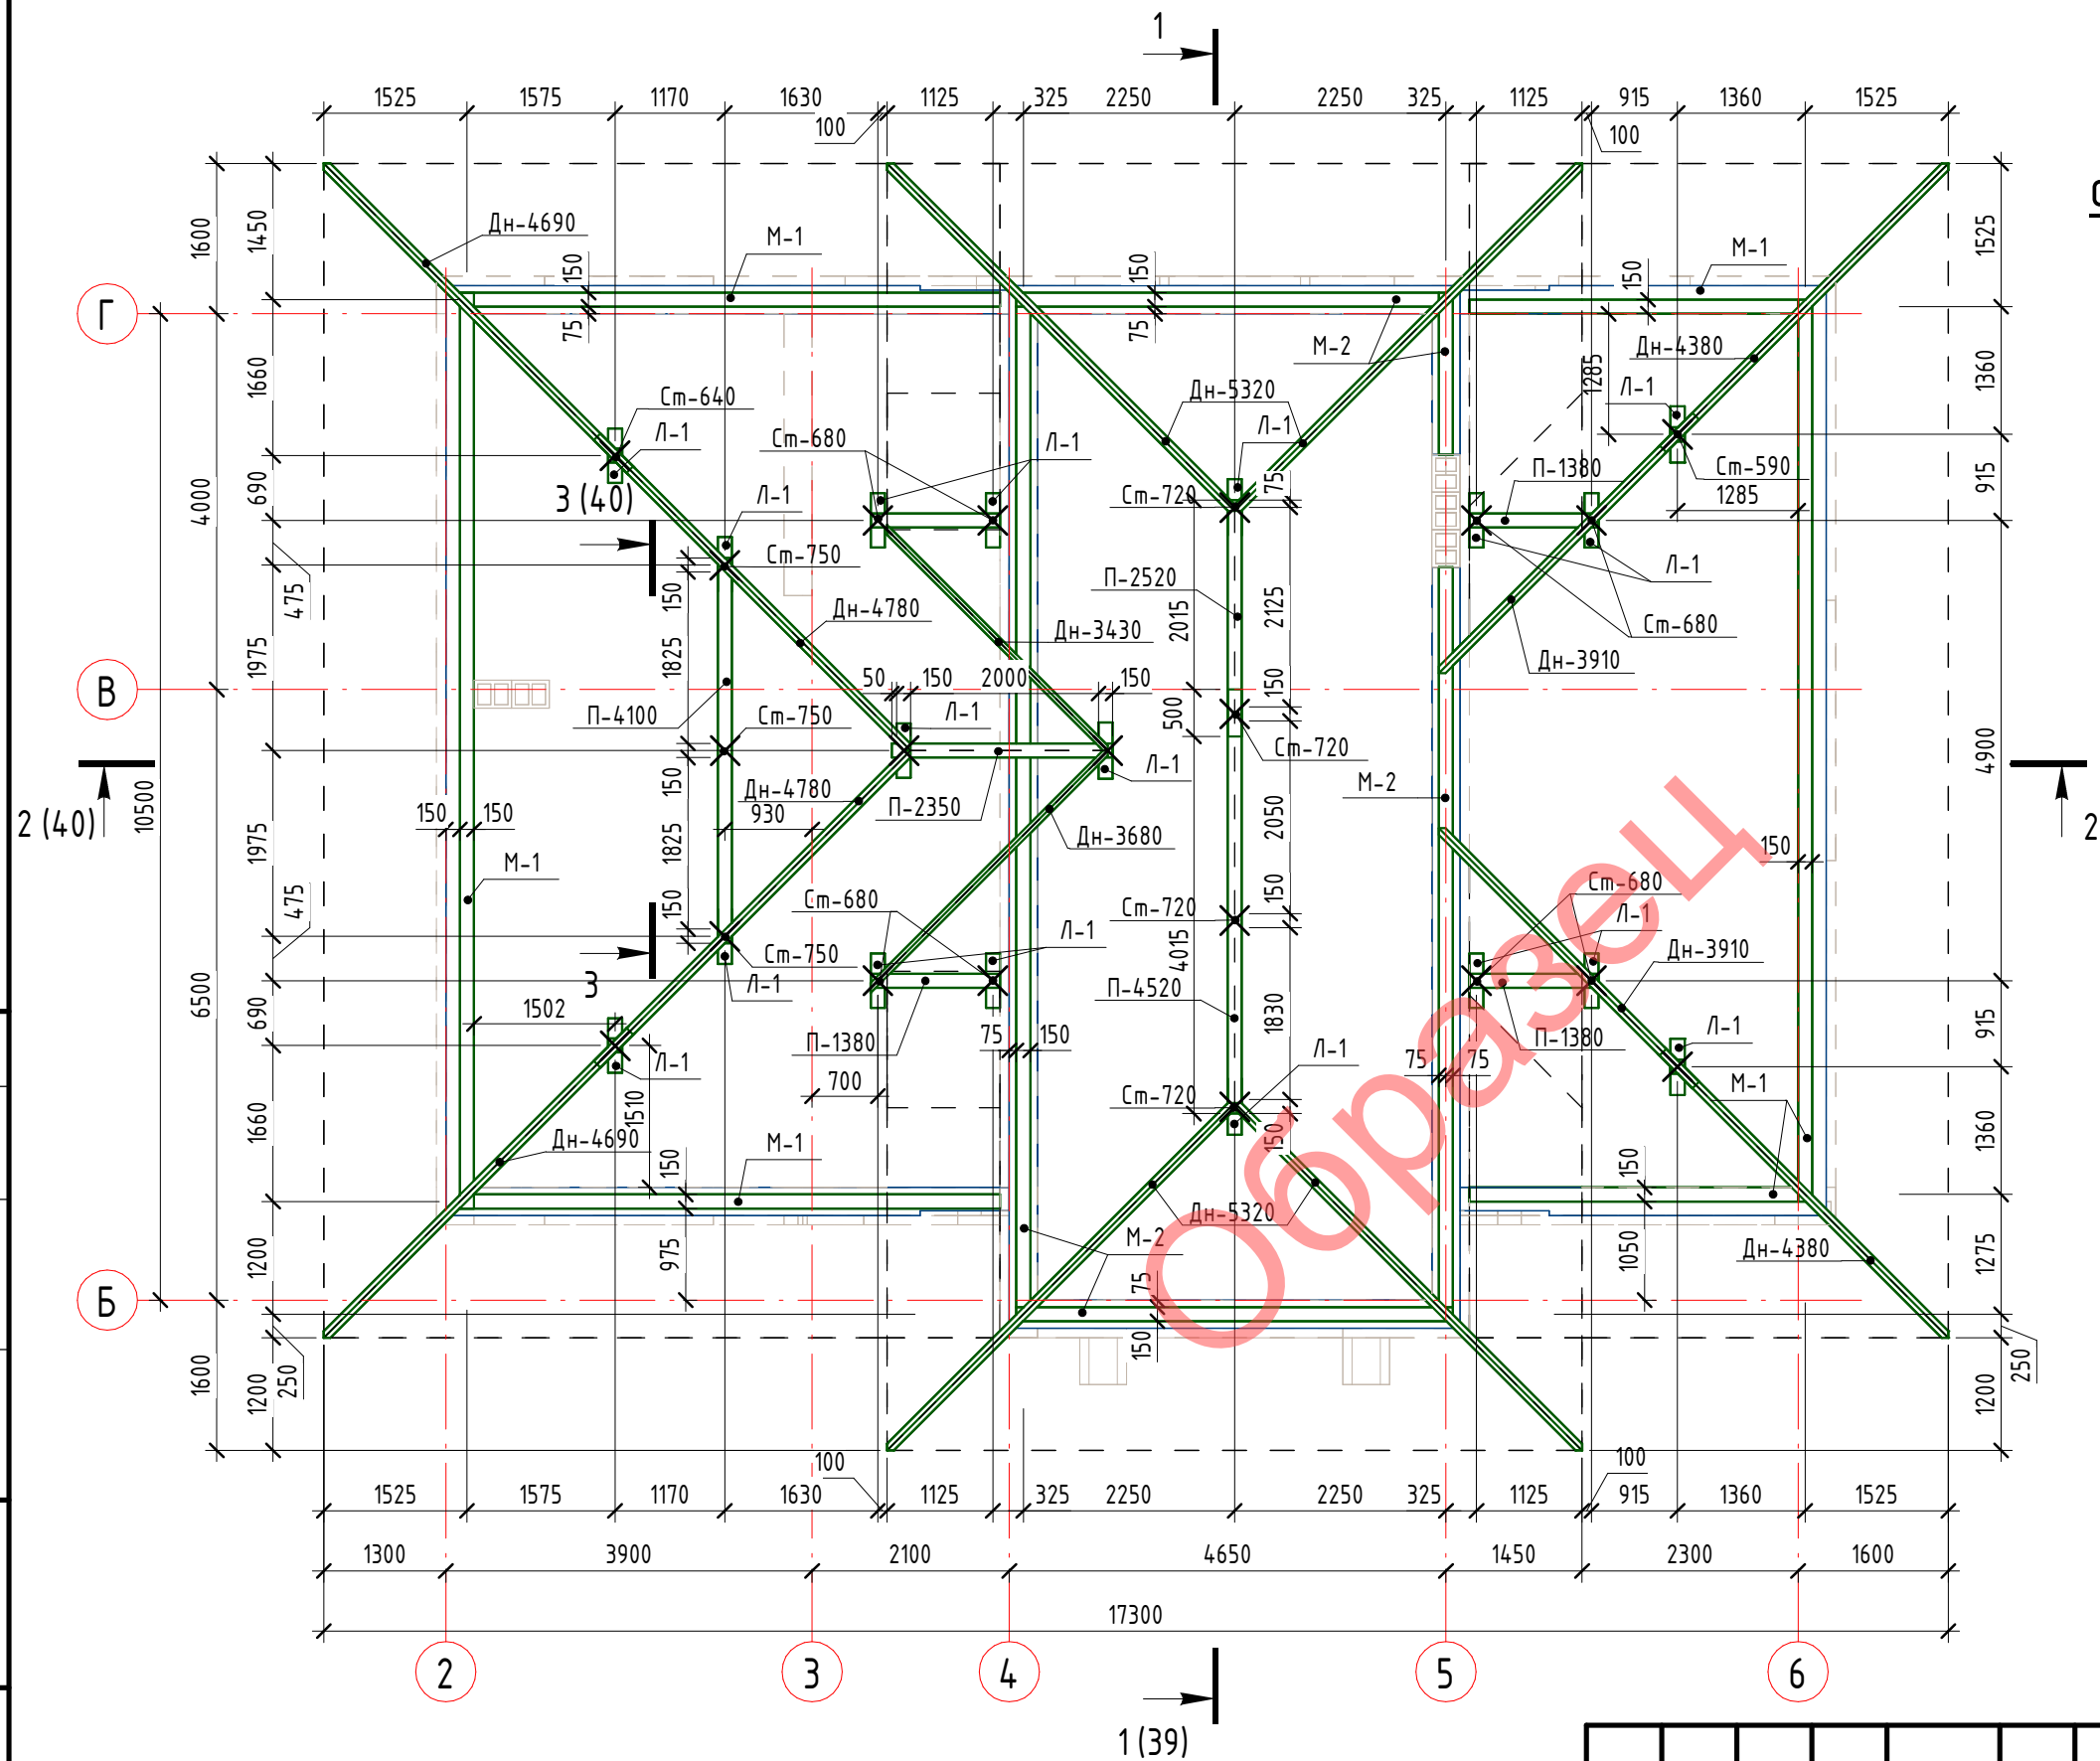 1
1525 1575 1170 1630 1125 325 2250 2250 325 1125 915 1360 1525
100 100
1600 1450 Дн-4690 М-1 150 150 М-1 150 1525
Г
75 75 М-2 Дн-4380 1285 1360
1660 Ст-640 Дн-5320 Л-1
Л-1 Ст-680 Л-1 Л-1
4000 690 3 (40) Л-1 Ст-720 75 П-1380 Ст-590 915
1285
475 Ст-750 Л-1
150 П-2520 Ст-680
1975 1825 Дн-4780 Дн-3430 2015 2125 Дн-3910
В
50 150 2000 150 150
П-4100 Ст-750 Л-1 500 Ст-720
2 (40) 10500 150 Дн-4780 Л-1 М-2 4900 2
150 150 930 П-2350 2050
1975 1825 Дн-3680 150
М-1
475 150 Ст-680 Ст-720 150 Ст-680
Л-1 Л-1
3 Ст-750 4015 Дн-3910
Л-1 П-4520
6500 690 1502 П-1380 75 150 1830 П-1380 915
Л-1 Л-1 75 75 Л-1
1510 700 Ст-720 М-1
1660 Дн-4690 М-1 150 150 150 1360
Дн-5320
1200 975 М-2 1050 Дн-4380 1275
Б
75
150
1600 1200 250 1200 250
100 100
1525 1575 1170 1630 1125 325 2250 2250 325 1125 915 1360 1525
1300 3900 2100 4650 1450 2300 1600
17300
2 3 4 5 6
1 (39)
Образец